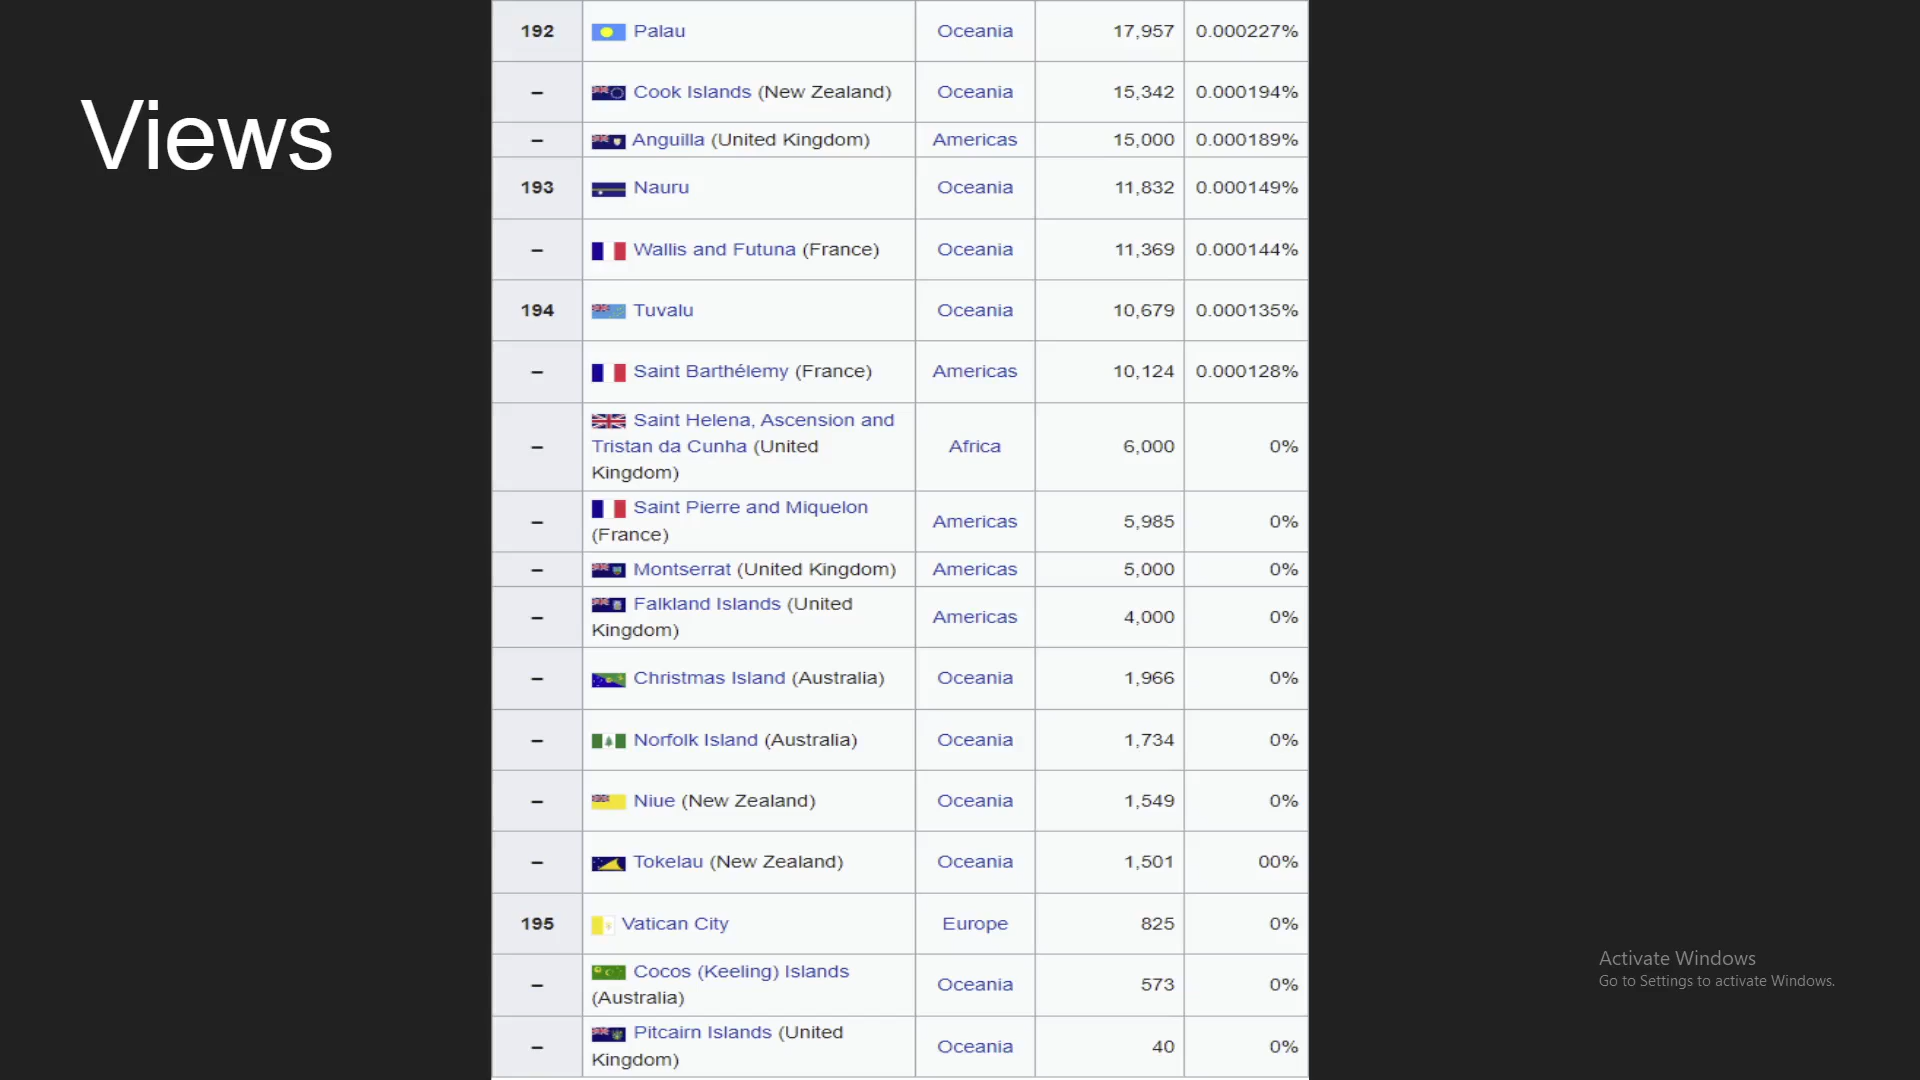 Views
192 Palau Oceania 17,957 0.000227%
– Cook Islands (New Zealand) Oceania 15,342 0.000194%
– Anguilla (United Kingdom) Americas 15,000 0.000189%
193 Nauru Oceania 11,832 0.000149%
– Wallis and Futuna (France) Oceania 11,369 0.000144%
194 Tuvalu Oceania 10,679 0.000135%
– Saint Barthélemy (France) Americas 10,124 0.000128%
– Saint Helena, Ascension and
Tristan da Cunha (United
Kingdom) Africa 6,000 0%
– Saint Pierre and Miquelon
(France) Americas 5,985 0%
– Montserrat (United Kingdom) Americas 5,000 0%
– Falkland Islands (United
Kingdom) Americas 4,000 0%
– Christmas Island (Australia) Oceania 1,966 0%
– Norfolk Island (Australia) Oceania 1,734 0%
– Niue (New Zealand) Oceania 1,549 0%
– Tokelau (New Zealand) Oceania 1,501 00%
195 Vatican City Europe 825 0%
– Cocos (Keeling) Islands
(Australia) Oceania 573 0%
– Pitcairn Islands (United
Kingdom) Oceania 40 0%
Activate Windows
Go to Settings to activate Windows.